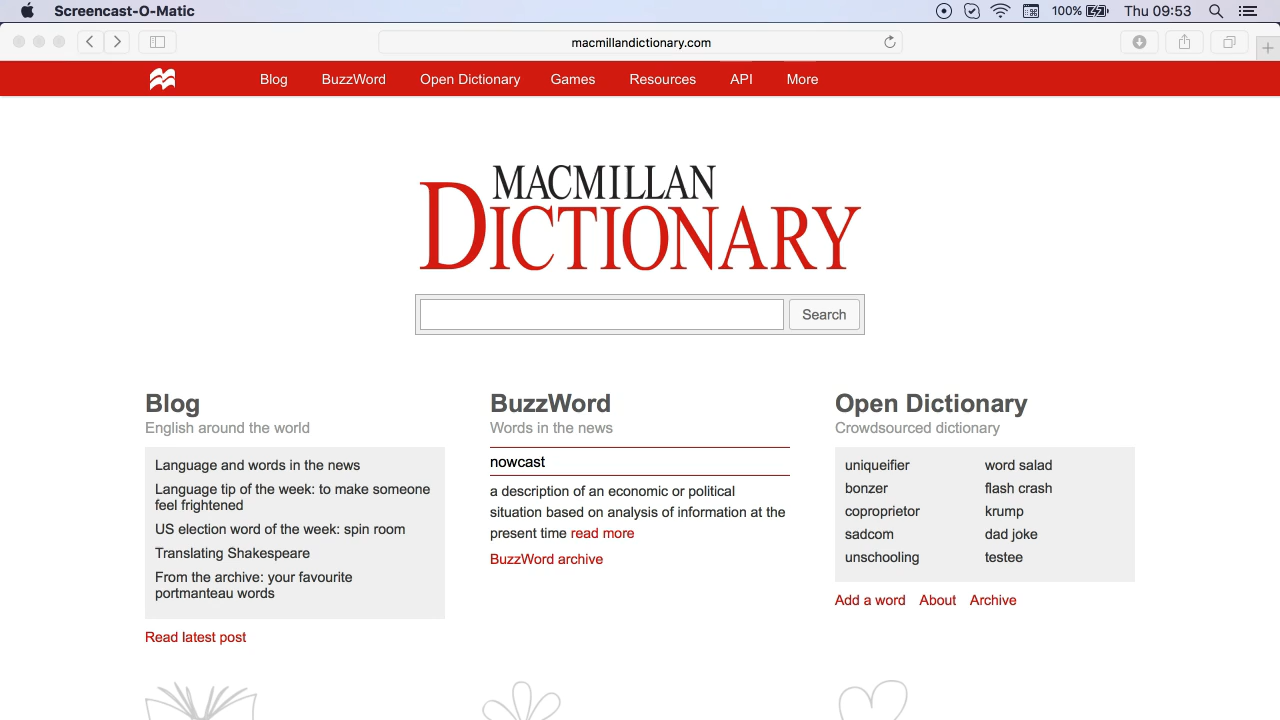 Screencast-O-Matic
100%
Thu 09:53
macmillandictionary.com
Blog BuzzWord Open Dictionary Games Resources API More
MACMILLAN
DICTIONARY
Search
Blog
English around the world
Language and words in the news
Language tip of the week: to make someone
feel frightened
US election word of the week: spin room
Translating Shakespeare
From the archive: your favourite
portmanteau words
Read latest post
BuzzWord
Words in the news
nowcast
a description of an economic or political
situation based on analysis of information at the
present time read more
BuzzWord archive
Open Dictionary
Crowdsourced dictionary
uniqueifier word salad
bonzer flash crash
coproprietor krump
sadcom dad joke
unschooling testee
Add a word About Archive